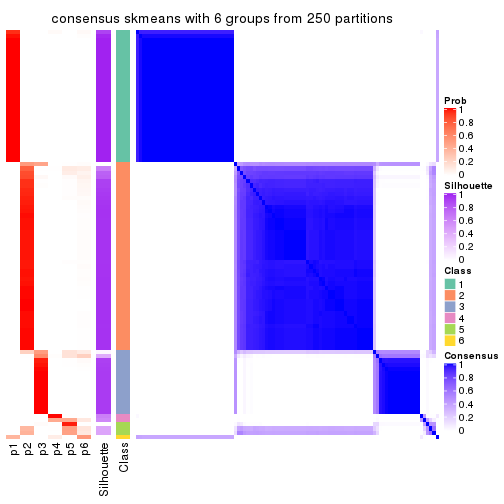 consensus skmeans with 6 groups from 250 partitions
Prob
1
0.8
0.6
0.4
0.2
0
Silhouette
1
0.8
0.6
0.4
0.2
0
Class
1
2
3
4
5
6
Consensus
1
0.8
0.6
0.4
0.2
0
p1
p2
p3
p4
p5
p6
Silhouette
Class